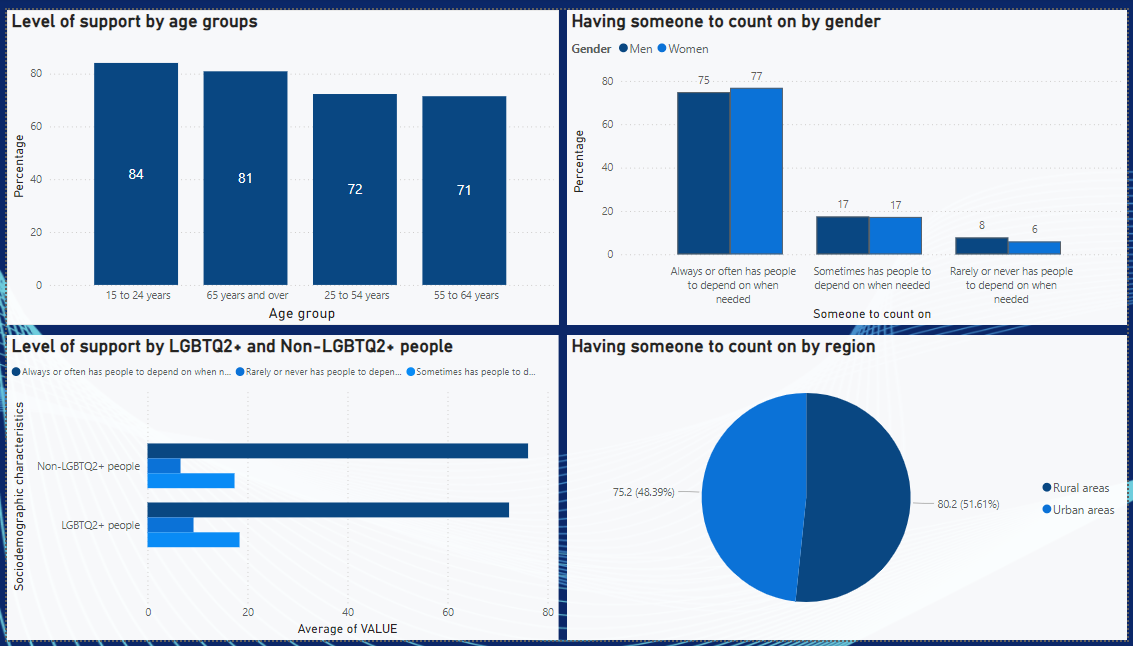 Level of support by age groups
80
60
40
20
0
Percentage
84
81
72
71
15 to 24 years
65 years and over
25 to 54 years
55 to 64 years
Age group
Having someone to count on by gender
Gender Men Women
80
60
40
20
0
Percentage
75
77
17
17
8
6
Always or often has people
to depend on when
needed
Sometimes has people to
depend on when needed
Rarely or never has people
to depend on when
needed
Someone to count on
Level of support by LGBTQ2+ and Non-LGBTQ2+ people
Always or often has people to depend on when n... Rarely or never has people to depen... Sometimes has people to d...
Sociodemographic characteristics
Non-LGBTQ2+ people
LGBTQ2+ people
0 20 40 60 80
Average of VALUE
Having someone to count on by region
75.2 (48.39%)
80.2 (51.61%)
Rural areas
Urban areas